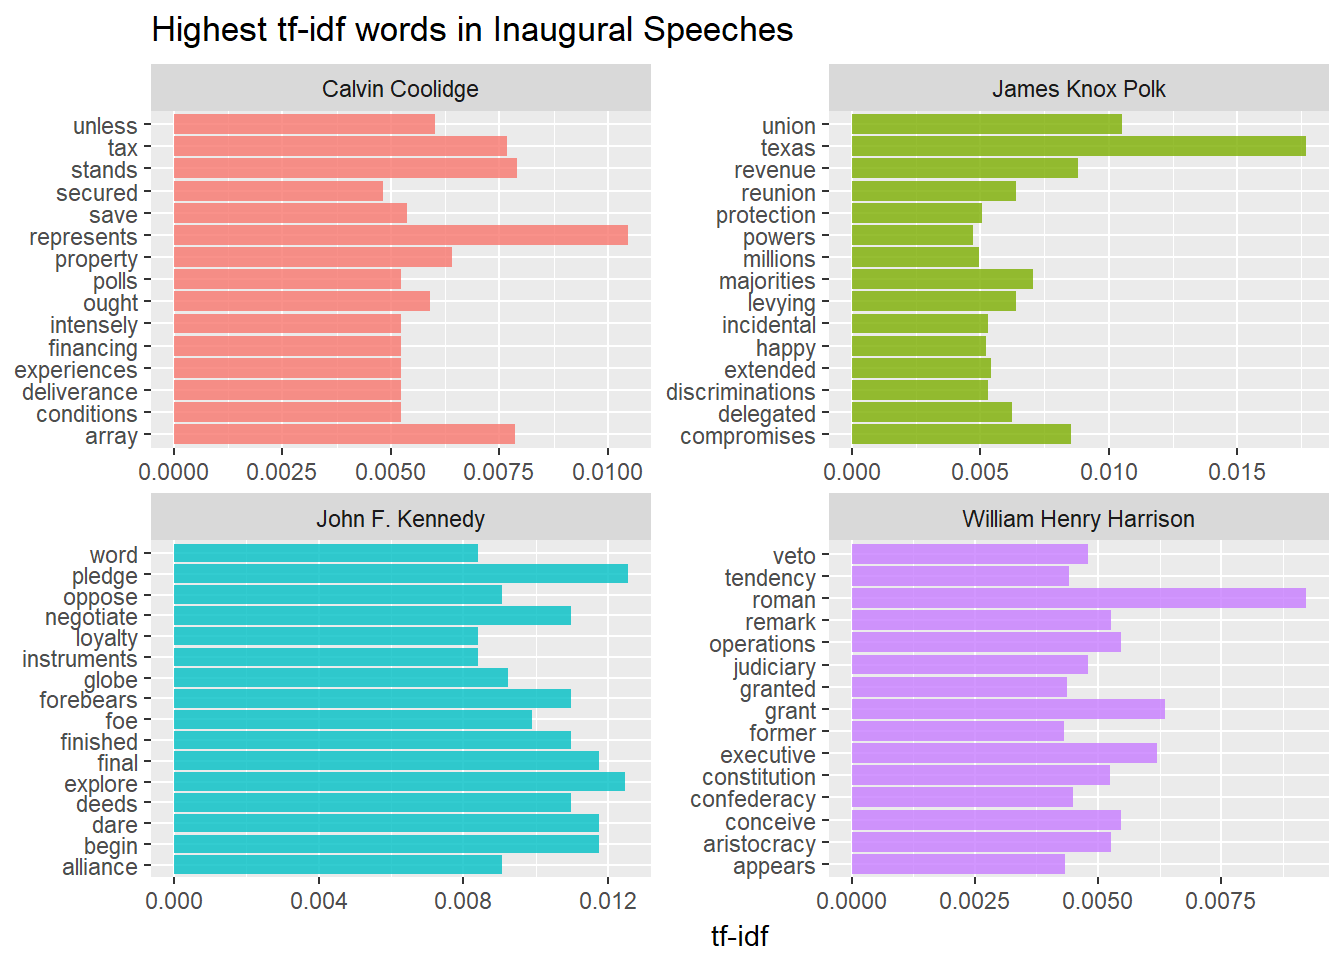 Highest tf-idf words in Inaugural Speeches
Calvin Coolidge
unless
tax
stands
secured
save
represents
property
polls
ought
intensely
financing
experiences
deliverance
conditions
array
0.0000 0.0025 0.0050 0.0075 0.0100
James Knox Polk
union
texas
revenue
reunion
protection
powers
millions
majorities
levying
incidental
happy
extended
discriminations
delegated
compromises
0.000 0.005 0.010 0.015
John F. Kennedy
word
pledge
oppose
negotiate
loyalty
instruments
globe
forebears
foe
finished
final
explore
deeds
dare
begin
alliance
0.000 0.004 0.008 0.012
William Henry Harrison
veto
tendency
roman
remark
operations
judiciary
granted
grant
former
executive
constitution
confederacy
conceive
aristocracy
appears
0.0000 0.0025 0.0050 0.0075
tf-idf